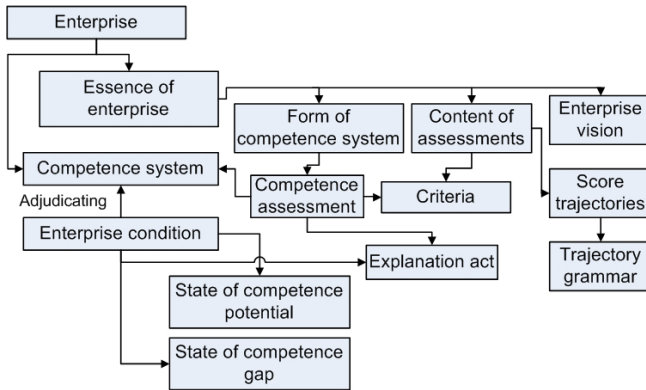 Enterprise
Essence of
enterprise
Form of
competence system
Content of
assessments
Enterprise
vision
Competence system
Competence
assessment
Criteria
Score
trajectories
Adjudicating
Enterprise condition
Explanation act
Trajectory
grammar
State of competence
potential
State of competence
gap